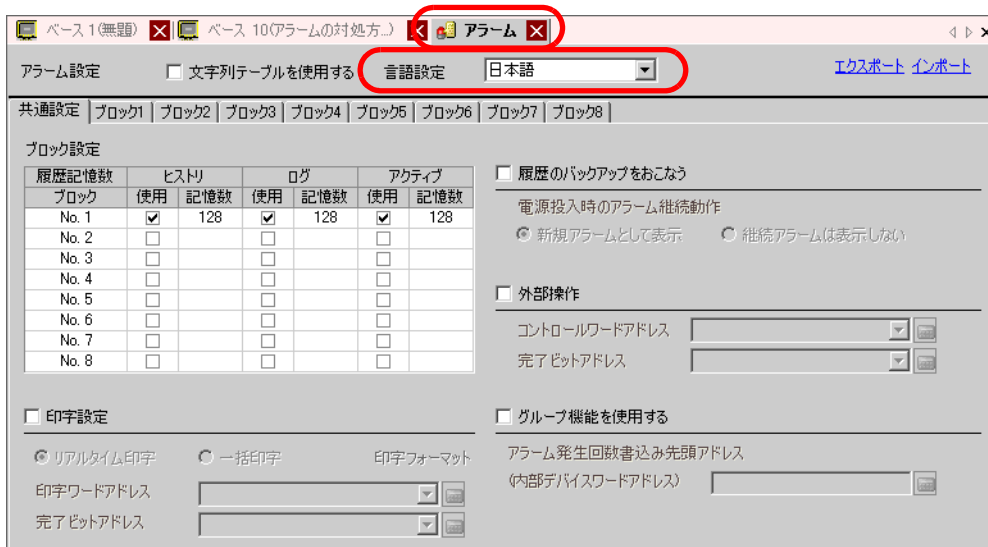 ベース 1(無題) ベース 10(アラームの対処方...) アラーム
アラーム設定 文字列テーブルを使用する 言語設定 日本語 エクスポート インポート
共通設定 ブロック1 ブロック2 ブロック3 ブロック4 ブロック5 ブロック6 ブロック7 ブロック8
ブロック設定
履歴記憶数 ヒストリ ログ アクティブ
ブロック 使用 記憶数 使用 記憶数 使用 記憶数
No. 1 128 128 128
No. 2
No. 3
No. 4
No. 5
No. 6
No. 7
No. 8
履歴のバックアップをおこなう
電源投入時のアラーム継続動作
新規アラームとして表示 継続アラームは表示しない
外部操作
コントロールワードアドレス
完了ビットアドレス
印字設定
リアルタイム印字 一括印字 印字フォーマット
印字ワードアドレス
完了ビットアドレス
グループ機能を使用する
アラーム発生回数書込み先頭アドレス
(内部デバイスワードアドレス)